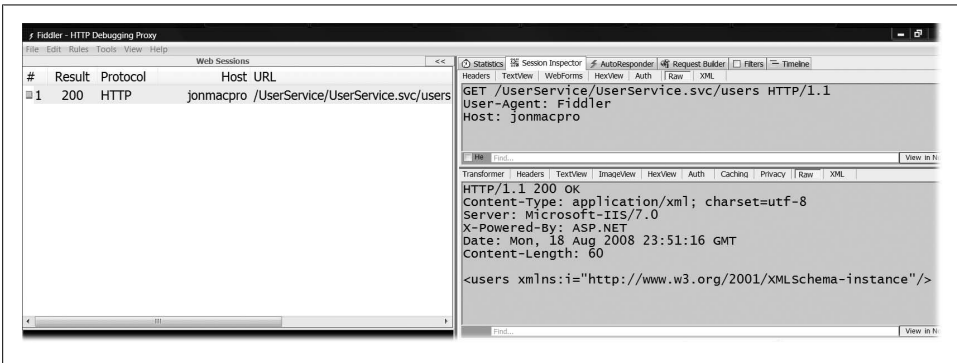 Fiddler - HTTP Debugging Proxy
File Edit Rules Tools View Help
Web Sessions <<
# Result Protocol Host URL
1 200 HTTP jonmacpro /UserService/UserService.svc/users
Statistics Session Inspector AutoResponder Request Builder Filters Timeline
Headers TextView WebForms HexView Auth Raw XML
GET /UserService/UserService.svc/users HTTP/1.1
User-Agent: Fiddler
Host: jonmacpro
He Find... View in N
Transformer Headers TextView ImageView HexView Auth Caching Privacy Raw XML
HTTP/1.1 200 OK
Content-Type: application/xml; charset=utf-8
Server: Microsoft-IIS/7.0
X-Powered-By: ASP.NET
Date: Mon, 18 Aug 2008 23:51:16 GMT
Content-Length: 60
<users xmlns:i="http://www.w3.org/2001/XMLSchema-instance"/>
Find... View in N